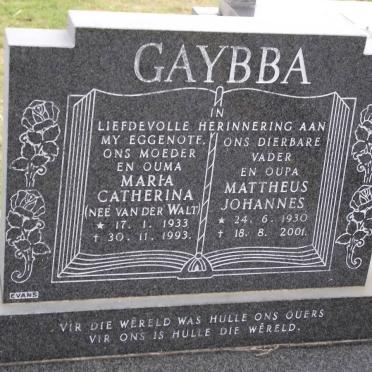 GAYBBA
IN
LIEFDEVOLLE HERINNERING AAN
MY EGGENOTE,
ONS MOEDER
EN OUMA
MARIA
CATHERINA
(NEÉ VAN DER WALT)
★ 17. 1. 1933
✝ 30. 11. 1993.
ONS DIERBARE
VADER
EN OUPA
MATTHEUS
JOHANNES
★ 24. 6. 1930
✝ 18. 8. 2001.
EVANS
VIR DIE WÊRELD WAS HULLE ONS OUERS
VIR ONS IS HULLE DIE WÊRELD.